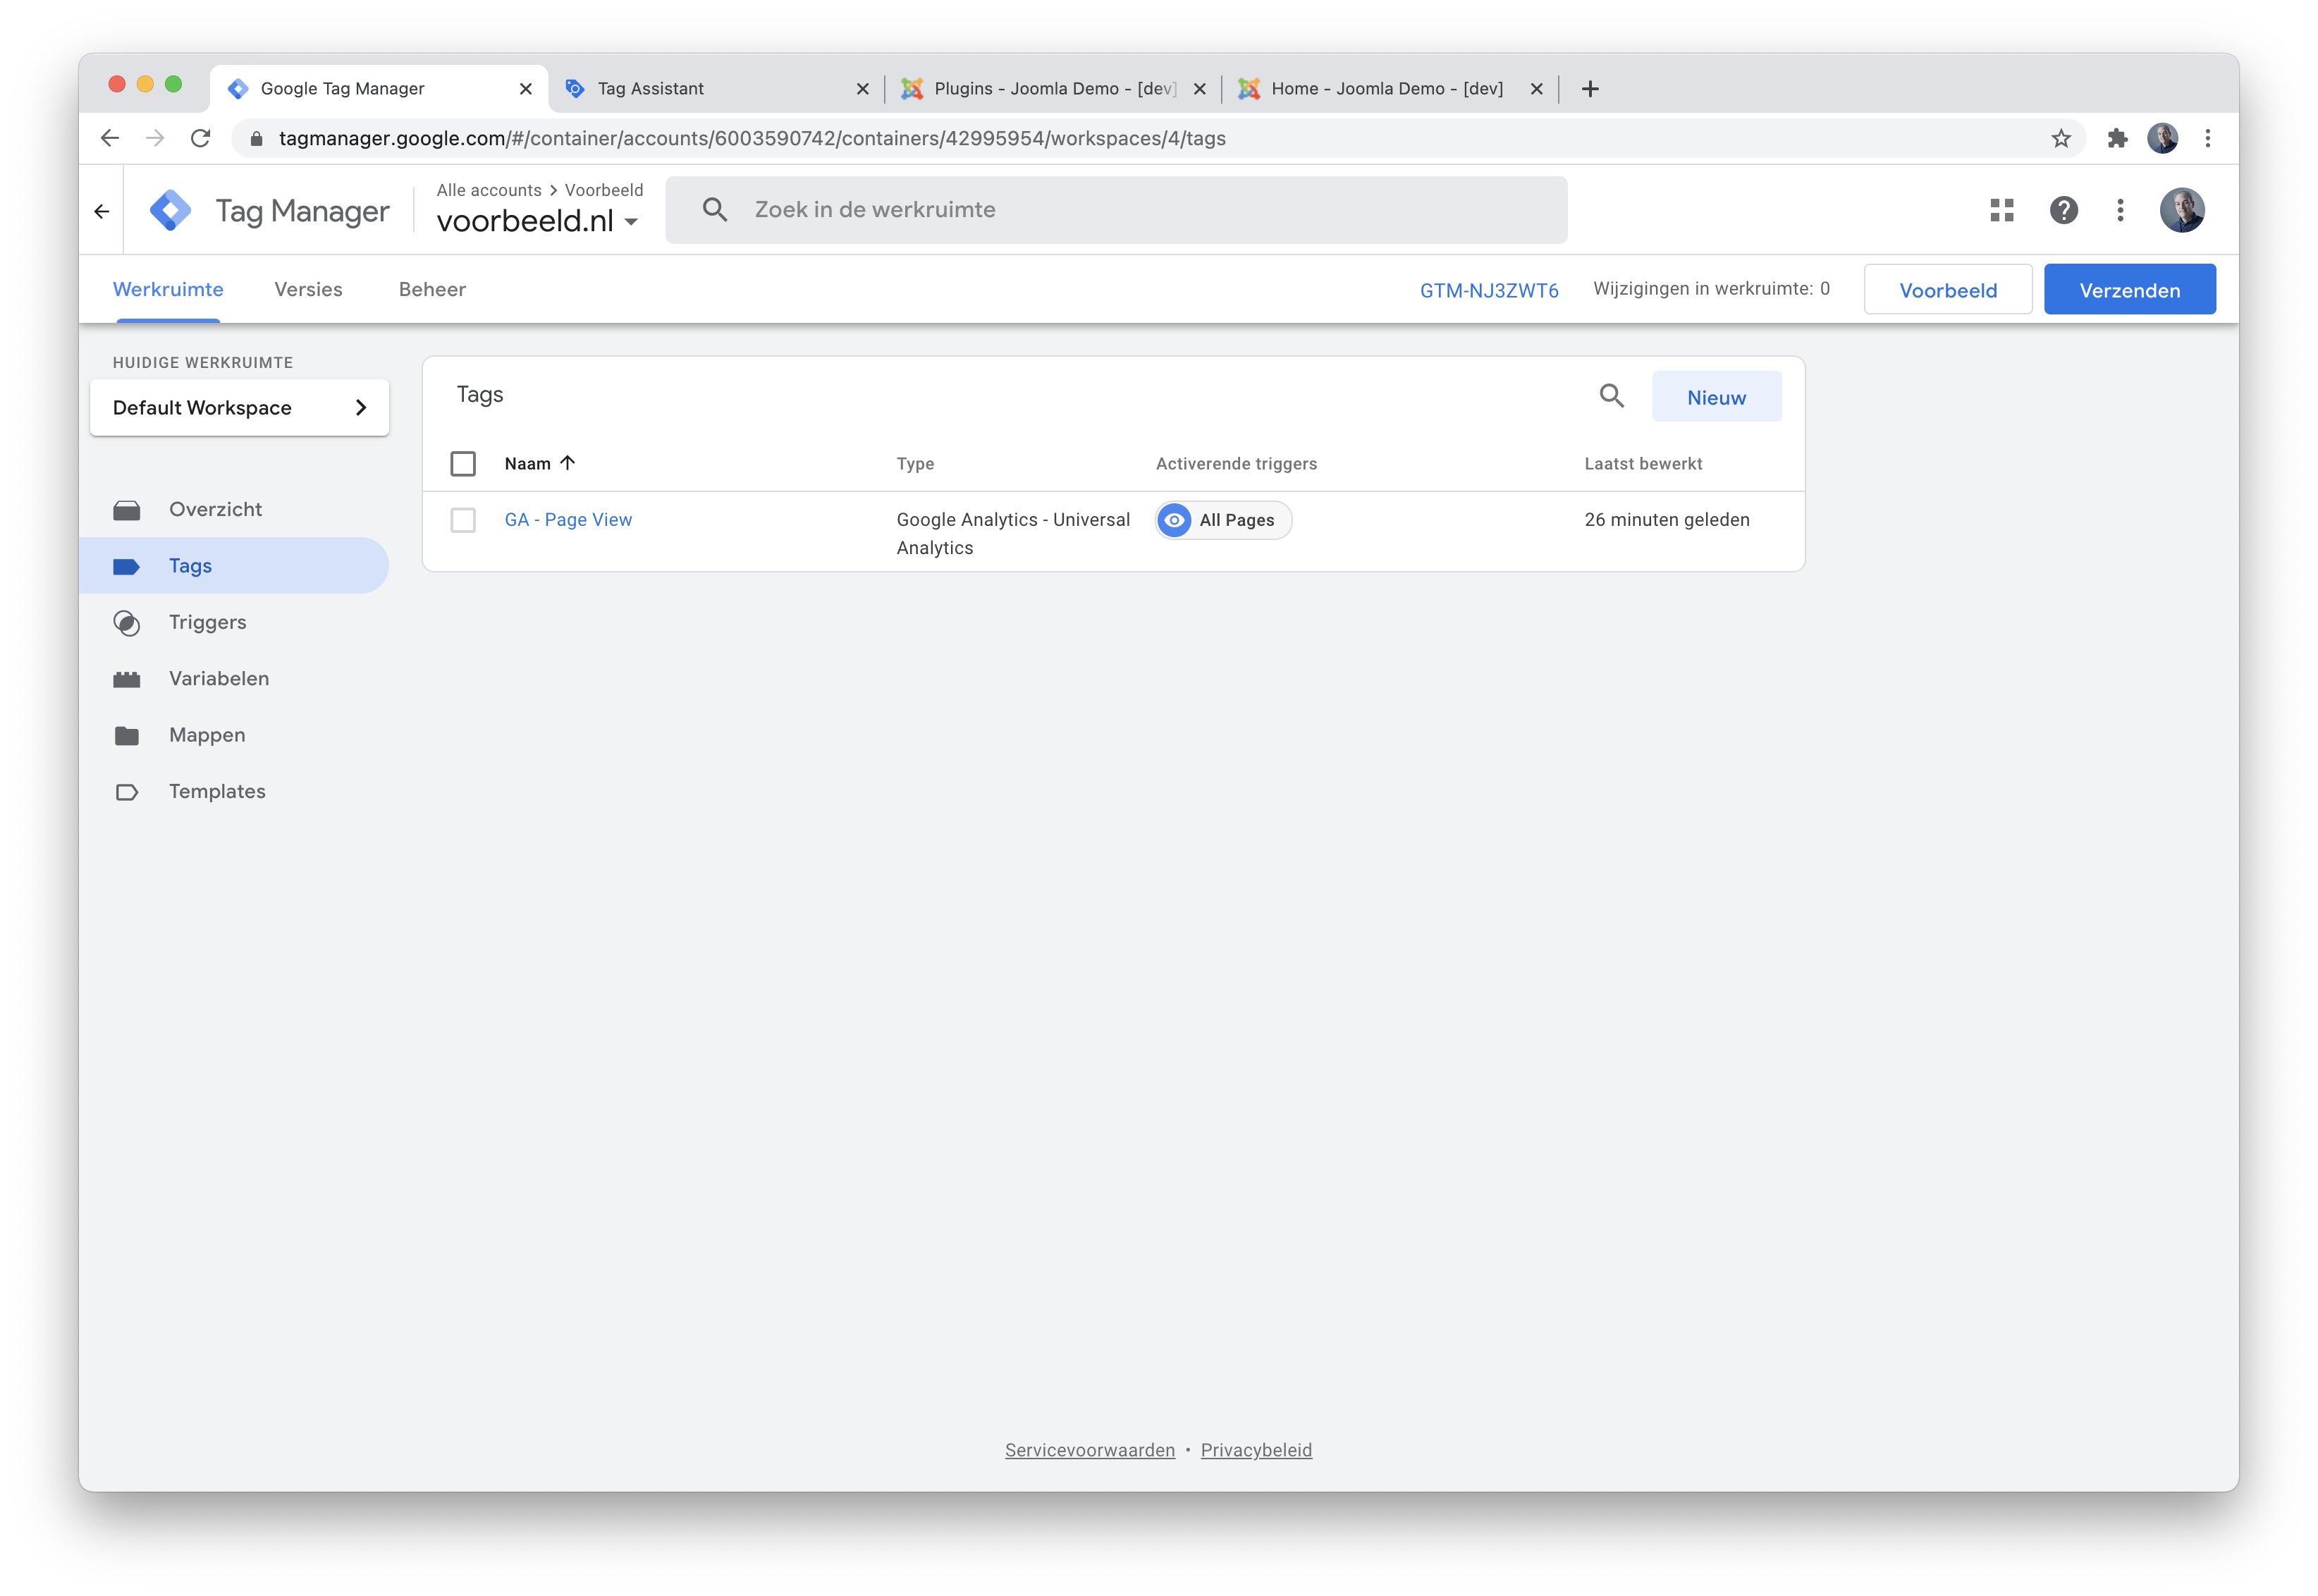 Google Tag Manager
Tag Assistant
Plugins - Joomla Demo - [dev]
Home - Joomla Demo - [dev]
tagmanager.google.com/#/container/accounts/6003590742/containers/42995954/workspaces/4/tags
Tag Manager
Alle accounts > Voorbeeld
voorbeeld.nl
Zoek in de werkruimte
Werkruimte
Versies
Beheer
GTM-NJ3ZWT6
Wijzigingen in werkruimte: 0
Voorbeeld
Verzenden
HUIDIGE WERKRUIMTE
Default Workspace
Overzicht
Tags
Triggers
Variabelen
Mappen
Templates
Tags
Nieuw
Naam
Type
Activerende triggers
Laatst bewerkt
GA - Page View
Google Analytics - Universal
Analytics
All Pages
26 minuten geleden
Servicevoorwaarden • Privacybeleid